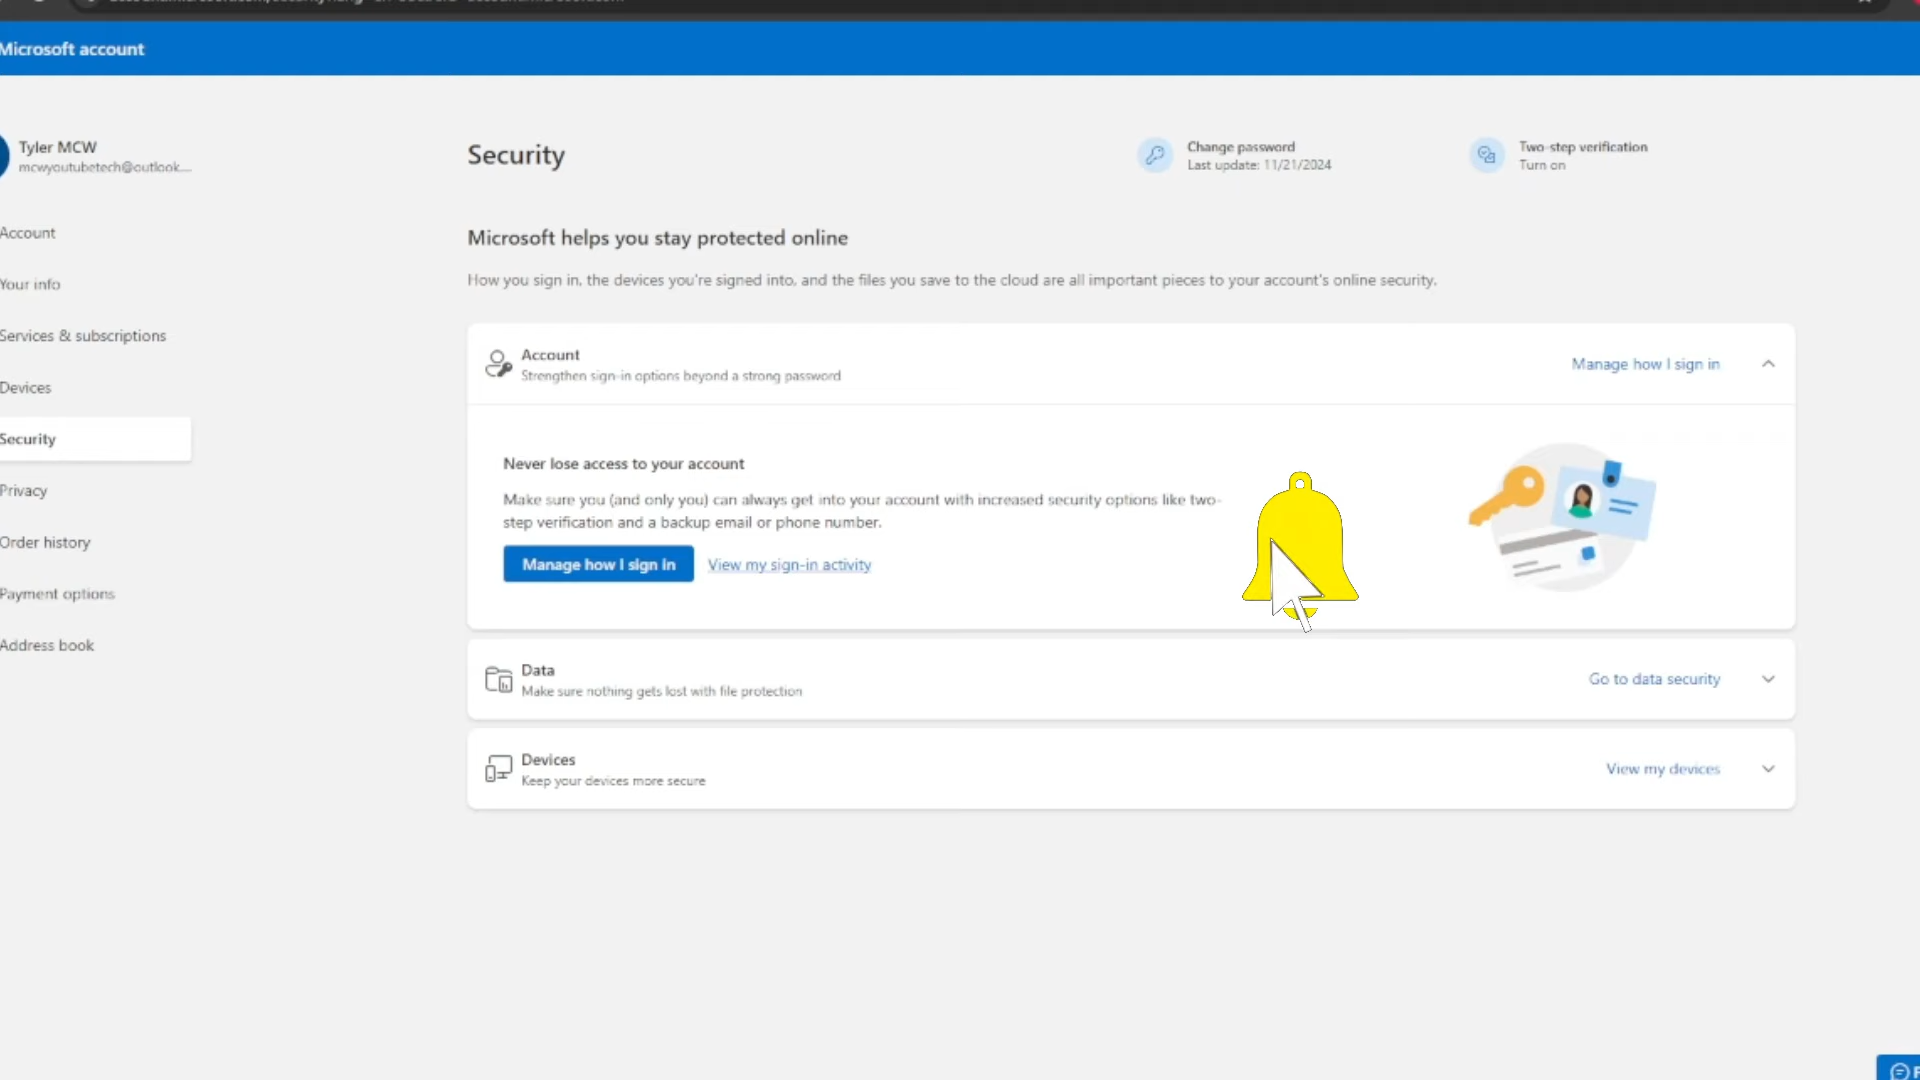 Microsoft account
Tyler MCW
mcwyoutubetech@outlook....
Account
Your info
Services & subscriptions
Devices
Security
Privacy
Order history
Payment options
Address book
Security
Change password
Last update: 11/21/2024
Two-step verification
Turn on
Microsoft helps you stay protected online
How you sign in, the devices you're signed into, and the files you save to the cloud are all important pieces to your account's online security.
Account
Strengthen sign-in options beyond a strong password
Manage how I sign in
Never lose access to your account
Make sure you (and only you) can always get into your account with increased security options like two-
step verification and a backup email or phone number.
Manage how I sign in
View my sign-in activity
Data
Make sure nothing gets lost with file protection
Go to data security
Devices
Keep your devices more secure
View my devices